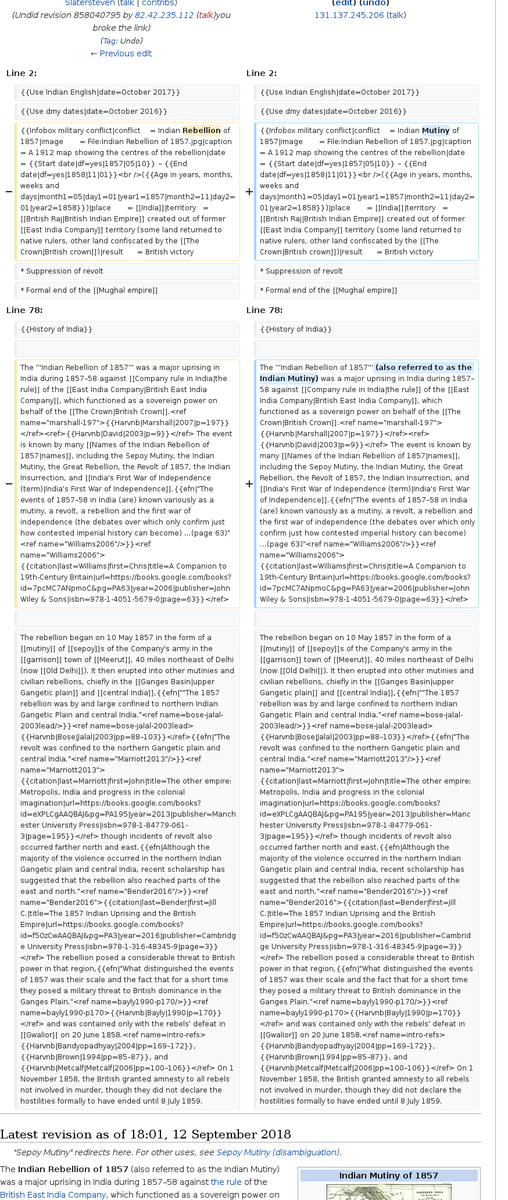 Slatersteven (talk | contribs)
(Undid revision 858040795 by 82.42.235.112 (talk)you
broke the link)
(Tag: Undo)
← Previous edit
(edit) (undo)
131.137.245.206 (talk)
Line 2:
Line 2:
{{Use Indian English|date=October 2017}}
{{Use Indian English|date=October 2017}}
{{Use dmy dates|date=October 2016}}
{{Use dmy dates|date=October 2016}}
−
{{Infobox military conflict|conflict = Indian Rebellion of
1857|image = File:Indian Rebellion of 1857.jpg|caption
= A 1912 map showing the centres of the rebellion|date
= {{Start date|df=yes|1857|05|10}} – {{End
date|df=yes|1858|11|01}}<br />({{Age in years, months,
weeks and
days|month1=05|day1=01|year1=1857|month2=11|day2=
01|year2=1858}})|place = [[India]]|territory =
[[British Raj|British Indian Empire]] created out of former
[[East India Company]] territory (some land returned to
native rulers, other land confiscated by the [[The
Crown|British crown]])|result = British victory
+
{{Infobox military conflict|conflict = Indian Mutiny of
1857|image = File:Indian Rebellion of 1857.jpg|caption
= A 1912 map showing the centres of the rebellion|date
= {{Start date|df=yes|1857|05|10}} – {{End
date|df=yes|1858|11|01}}<br />({{Age in years, months,
weeks and
days|month1=05|day1=01|year1=1857|month2=11|day2=
01|year2=1858}})|place = [[India]]|territory =
[[British Raj|British Indian Empire]] created out of former
[[East India Company]] territory (some land returned to
native rulers, other land confiscated by the [[The
Crown|British crown]])|result = British victory
* Suppression of revolt
* Suppression of revolt
* Formal end of the [[Mughal empire]]
* Formal end of the [[Mughal empire]]
Line 78:
Line 78:
{{History of India}}
{{History of India}}
−
The '''Indian Rebellion of 1857''' was a major uprising in
India during 1857–58 against [[Company rule in India|the
rule]] of the [[East India Company|British East India
Company]], which functioned as a sovereign power on
behalf of the [[The Crown|British Crown]].<ref
name="marshall-197">{{Harvnb|Marshall|2007|p=197}}
</ref><ref>{{Harvnb|David|2003|p=9}}</ref> The event
is known by many [[Names of the Indian Rebellion of
1857|names]], including the Sepoy Mutiny, the Indian
Mutiny, the Great Rebellion, the Revolt of 1857, the Indian
Insurrection, and [[India's First War of Independence
(term)|India's First War of Independence]].{{efn|"The
events of 1857–58 in India (are) known variously as a
mutiny, a revolt, a rebellion and the first war of
independence (the debates over which only confirm just
how contested imperial history can become) ...(page 63)"
<ref name="Williams2006"/>}}<ref
name="Williams2006">
{{citation|last=Williams|first=Chris|title=A Companion to
19th-Century Britain|url=https://books.google.com/books?
id=7pcMC7ANpmoC&pg=PA63|year=2006|publisher=John
Wiley & Sons|isbn=978-1-4051-5679-0|page=63}}</ref>
+
The '''Indian Rebellion of 1857''' (also referred to as the
Indian Mutiny) was a major uprising in India during 1857–
58 against [[Company rule in India|the rule]] of the [[East
India Company|British East India Company]], which
functioned as a sovereign power on behalf of the [[The
Crown|British Crown]].<ref name="marshall-197">
{{Harvnb|Marshall|2007|p=197}}</ref><ref>
{{Harvnb|David|2003|p=9}}</ref> The event is known by
many [[Names of the Indian Rebellion of 1857|names]],
including the Sepoy Mutiny, the Indian Mutiny, the Great
Rebellion, the Revolt of 1857, the Indian Insurrection, and
[[India's First War of Independence (term)|India's First War
of Independence]].{{efn|"The events of 1857–58 in India
(are) known variously as a mutiny, a revolt, a rebellion and
the first war of independence (the debates over which only
confirm just how contested imperial history can become)
...(page 63)"<ref name="Williams2006"/>}}<ref
name="Williams2006">
{{citation|last=Williams|first=Chris|title=A Companion to
19th-Century Britain|url=https://books.google.com/books?
id=7pcMC7ANpmoC&pg=PA63|year=2006|publisher=John
Wiley & Sons|isbn=978-1-4051-5679-0|page=63}}</ref>
The rebellion began on 10 May 1857 in the form of a
[[mutiny]] of [[sepoy]]s of the Company's army in the
[[garrison]] town of [[Meerut]], 40 miles northeast of Delhi
(now [[Old Delhi]]). It then erupted into other mutinies and
civilian rebellions, chiefly in the [[Ganges Basin|upper
Gangetic plain]] and [[central India]],{{efn|"The 1857
rebellion was by and large confined to northern Indian
Gangetic Plain and central India."<ref name=bose-jalal-
2003lead/>}}<ref name=bose-jalal-2003lead>
{{Harvnb|Bose|Jalal|2003|pp=88–103}}</ref>{{efn|"The
revolt was confined to the northern Gangetic plain and
central India."<ref name="Marriott2013"/>}}<ref
name="Marriott2013">
{{citation|last=Marriott|first=John|title=The other empire:
Metropolis, India and progress in the colonial
imagination|url=https://books.google.com/books?
id=eXPLCgAAQBAJ&pg=PA195|year=2013|publisher=Manch
ester University Press|isbn=978-1-84779-061-
3|page=195}}</ref> though incidents of revolt also
occurred farther north and east.{{efn|Although the
majority of the violence occurred in the northern Indian
Gangetic plain and central India, recent scholarship has
suggested that the rebellion also reached parts of the
east and north."<ref name="Bender2016"/>}}<ref
name="Bender2016">{{citation|last=Bender|first=Jill
C.|title=The 1857 Indian Uprising and the British
Empire|url=https://books.google.com/books?
id=f5OzCwAAQBAJ&pg=PA3|year=2016|publisher=Cambridg
e University Press|isbn=978-1-316-48345-9|page=3}}
</ref> The rebellion posed a considerable threat to British
power in that region,{{efn|"What distinguished the events
of 1857 was their scale and the fact that for a short time
they posed a military threat to British dominance in the
Ganges Plain."<ref name=bayly1990-p170/>}}<ref
name=bayly1990-p170>{{Harvnb|Bayly|1990|p=170}}
</ref> and was contained only with the rebels' defeat in
[[Gwalior]] on 20 June 1858.<ref name=intro-refs>
{{Harvnb|Bandyopadhyay|2004|pp=169–172}},
{{Harvnb|Brown|1994|pp=85–87}}, and
{{Harvnb|Metcalf|Metcalf|2006|pp=100–106}}</ref> On 1
November 1858, the British granted amnesty to all rebels
not involved in murder, though they did not declare the
hostilities formally to have ended until 8 July 1859.
The rebellion began on 10 May 1857 in the form of a
[[mutiny]] of [[sepoy]]s of the Company's army in the
[[garrison]] town of [[Meerut]], 40 miles northeast of Delhi
(now [[Old Delhi]]). It then erupted into other mutinies and
civilian rebellions, chiefly in the [[Ganges Basin|upper
Gangetic plain]] and [[central India]],{{efn|"The 1857
rebellion was by and large confined to northern Indian
Gangetic Plain and central India."<ref name=bose-jalal-
2003lead/>}}<ref name=bose-jalal-2003lead>
{{Harvnb|Bose|Jalal|2003|pp=88–103}}</ref>{{efn|"The
revolt was confined to the northern Gangetic plain and
central India."<ref name="Marriott2013"/>}}<ref
name="Marriott2013">
{{citation|last=Marriott|first=John|title=The other empire:
Metropolis, India and progress in the colonial
imagination|url=https://books.google.com/books?
id=eXPLCgAAQBAJ&pg=PA195|year=2013|publisher=Manc
hester University Press|isbn=978-1-84779-061-
3|page=195}}</ref> though incidents of revolt also
occurred farther north and east.{{efn|Although the
majority of the violence occurred in the northern Indian
Gangetic plain and central India, recent scholarship has
suggested that the rebellion also reached parts of the
east and north."<ref name="Bender2016"/>}}<ref
name="Bender2016">{{citation|last=Bender|first=Jill
C.|title=The 1857 Indian Uprising and the British
Empire|url=https://books.google.com/books?
id=f5OzCwAAQBAJ&pg=PA3|year=2016|publisher=Cambrid
ge University Press|isbn=978-1-316-48345-9|page=3}}
</ref> The rebellion posed a considerable threat to British
power in that region,{{efn|"What distinguished the events
of 1857 was their scale and the fact that for a short time
they posed a military threat to British dominance in the
Ganges Plain."<ref name=bayly1990-p170/>}}<ref
name=bayly1990-p170>{{Harvnb|Bayly|1990|p=170}}
</ref> and was contained only with the rebels' defeat in
[[Gwalior]] on 20 June 1858.<ref name=intro-refs>
{{Harvnb|Bandyopadhyay|2004|pp=169–172}},
{{Harvnb|Brown|1994|pp=85–87}}, and
{{Harvnb|Metcalf|Metcalf|2006|pp=100–106}}</ref> On 1
November 1858, the British granted amnesty to all rebels
not involved in murder, though they did not declare the
hostilities formally to have ended until 8 July 1859.
Latest revision as of 18:01, 12 September 2018
"Sepoy Mutiny" redirects here. For other uses, see Sepoy Mutiny (disambiguation).
The Indian Rebellion of 1857 (also referred to as the Indian Mutiny)
was a major uprising in India during 1857–58 against the rule of the
British East India Company, which functioned as a sovereign power on
Indian Mutiny of 1857